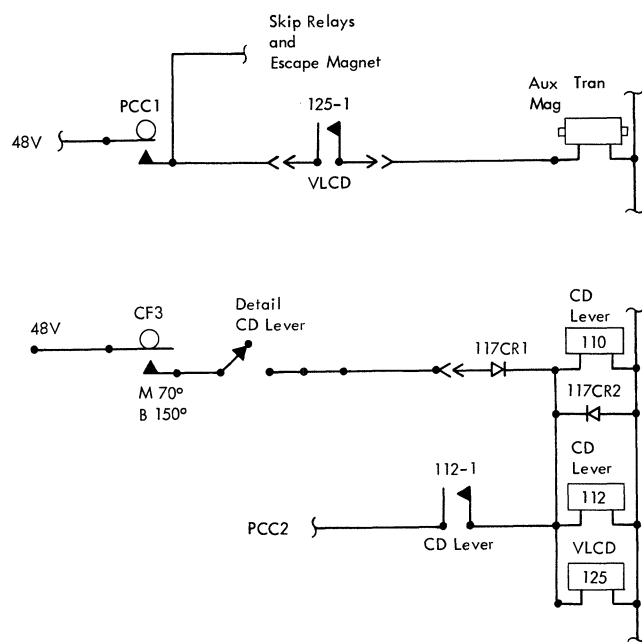 Skip Relays
and
Escape Magnet
PCC1
125-1
Aux Tran
Mag
48V
VLCD
Detail
CD Lever
CD
Lever
48V
CF3
117CR1
110
M 70°
B 150°
117CR2
CD
Lever
112-1
112
PCC2
CD Lever
VLCD
125